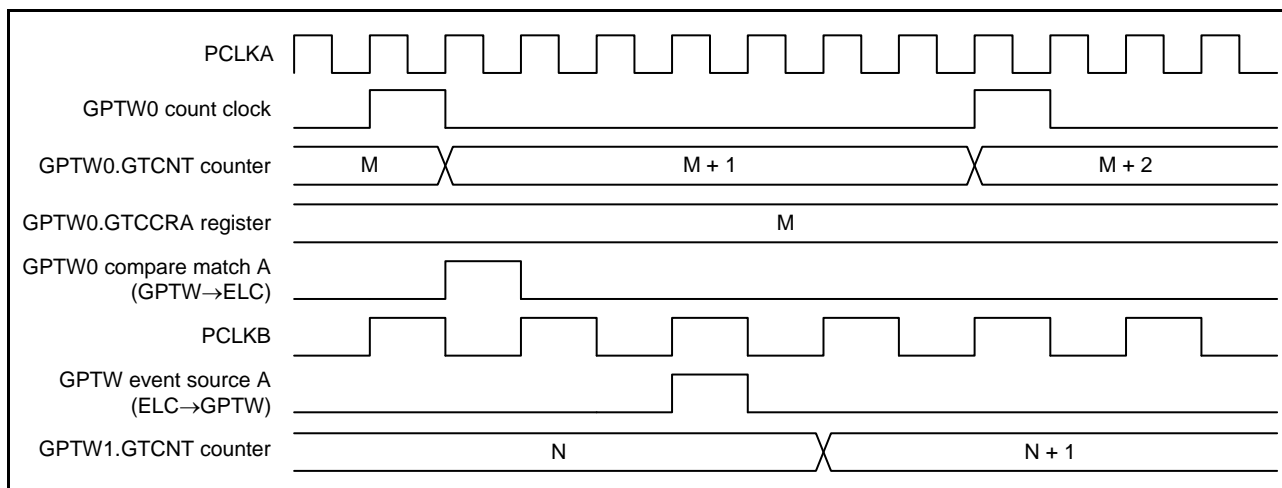 PCLKA
GPTW0 count clock
GPTW0.GTCNT counter
M
M + 1
M + 2
GPTW0.GTCCRA register
M
GPTW0 compare match A
(GPTW→ELC)
PCLKB
GPTW event source A
(ELC→GPTW)
GPTW1.GTCNT counter
N
N + 1